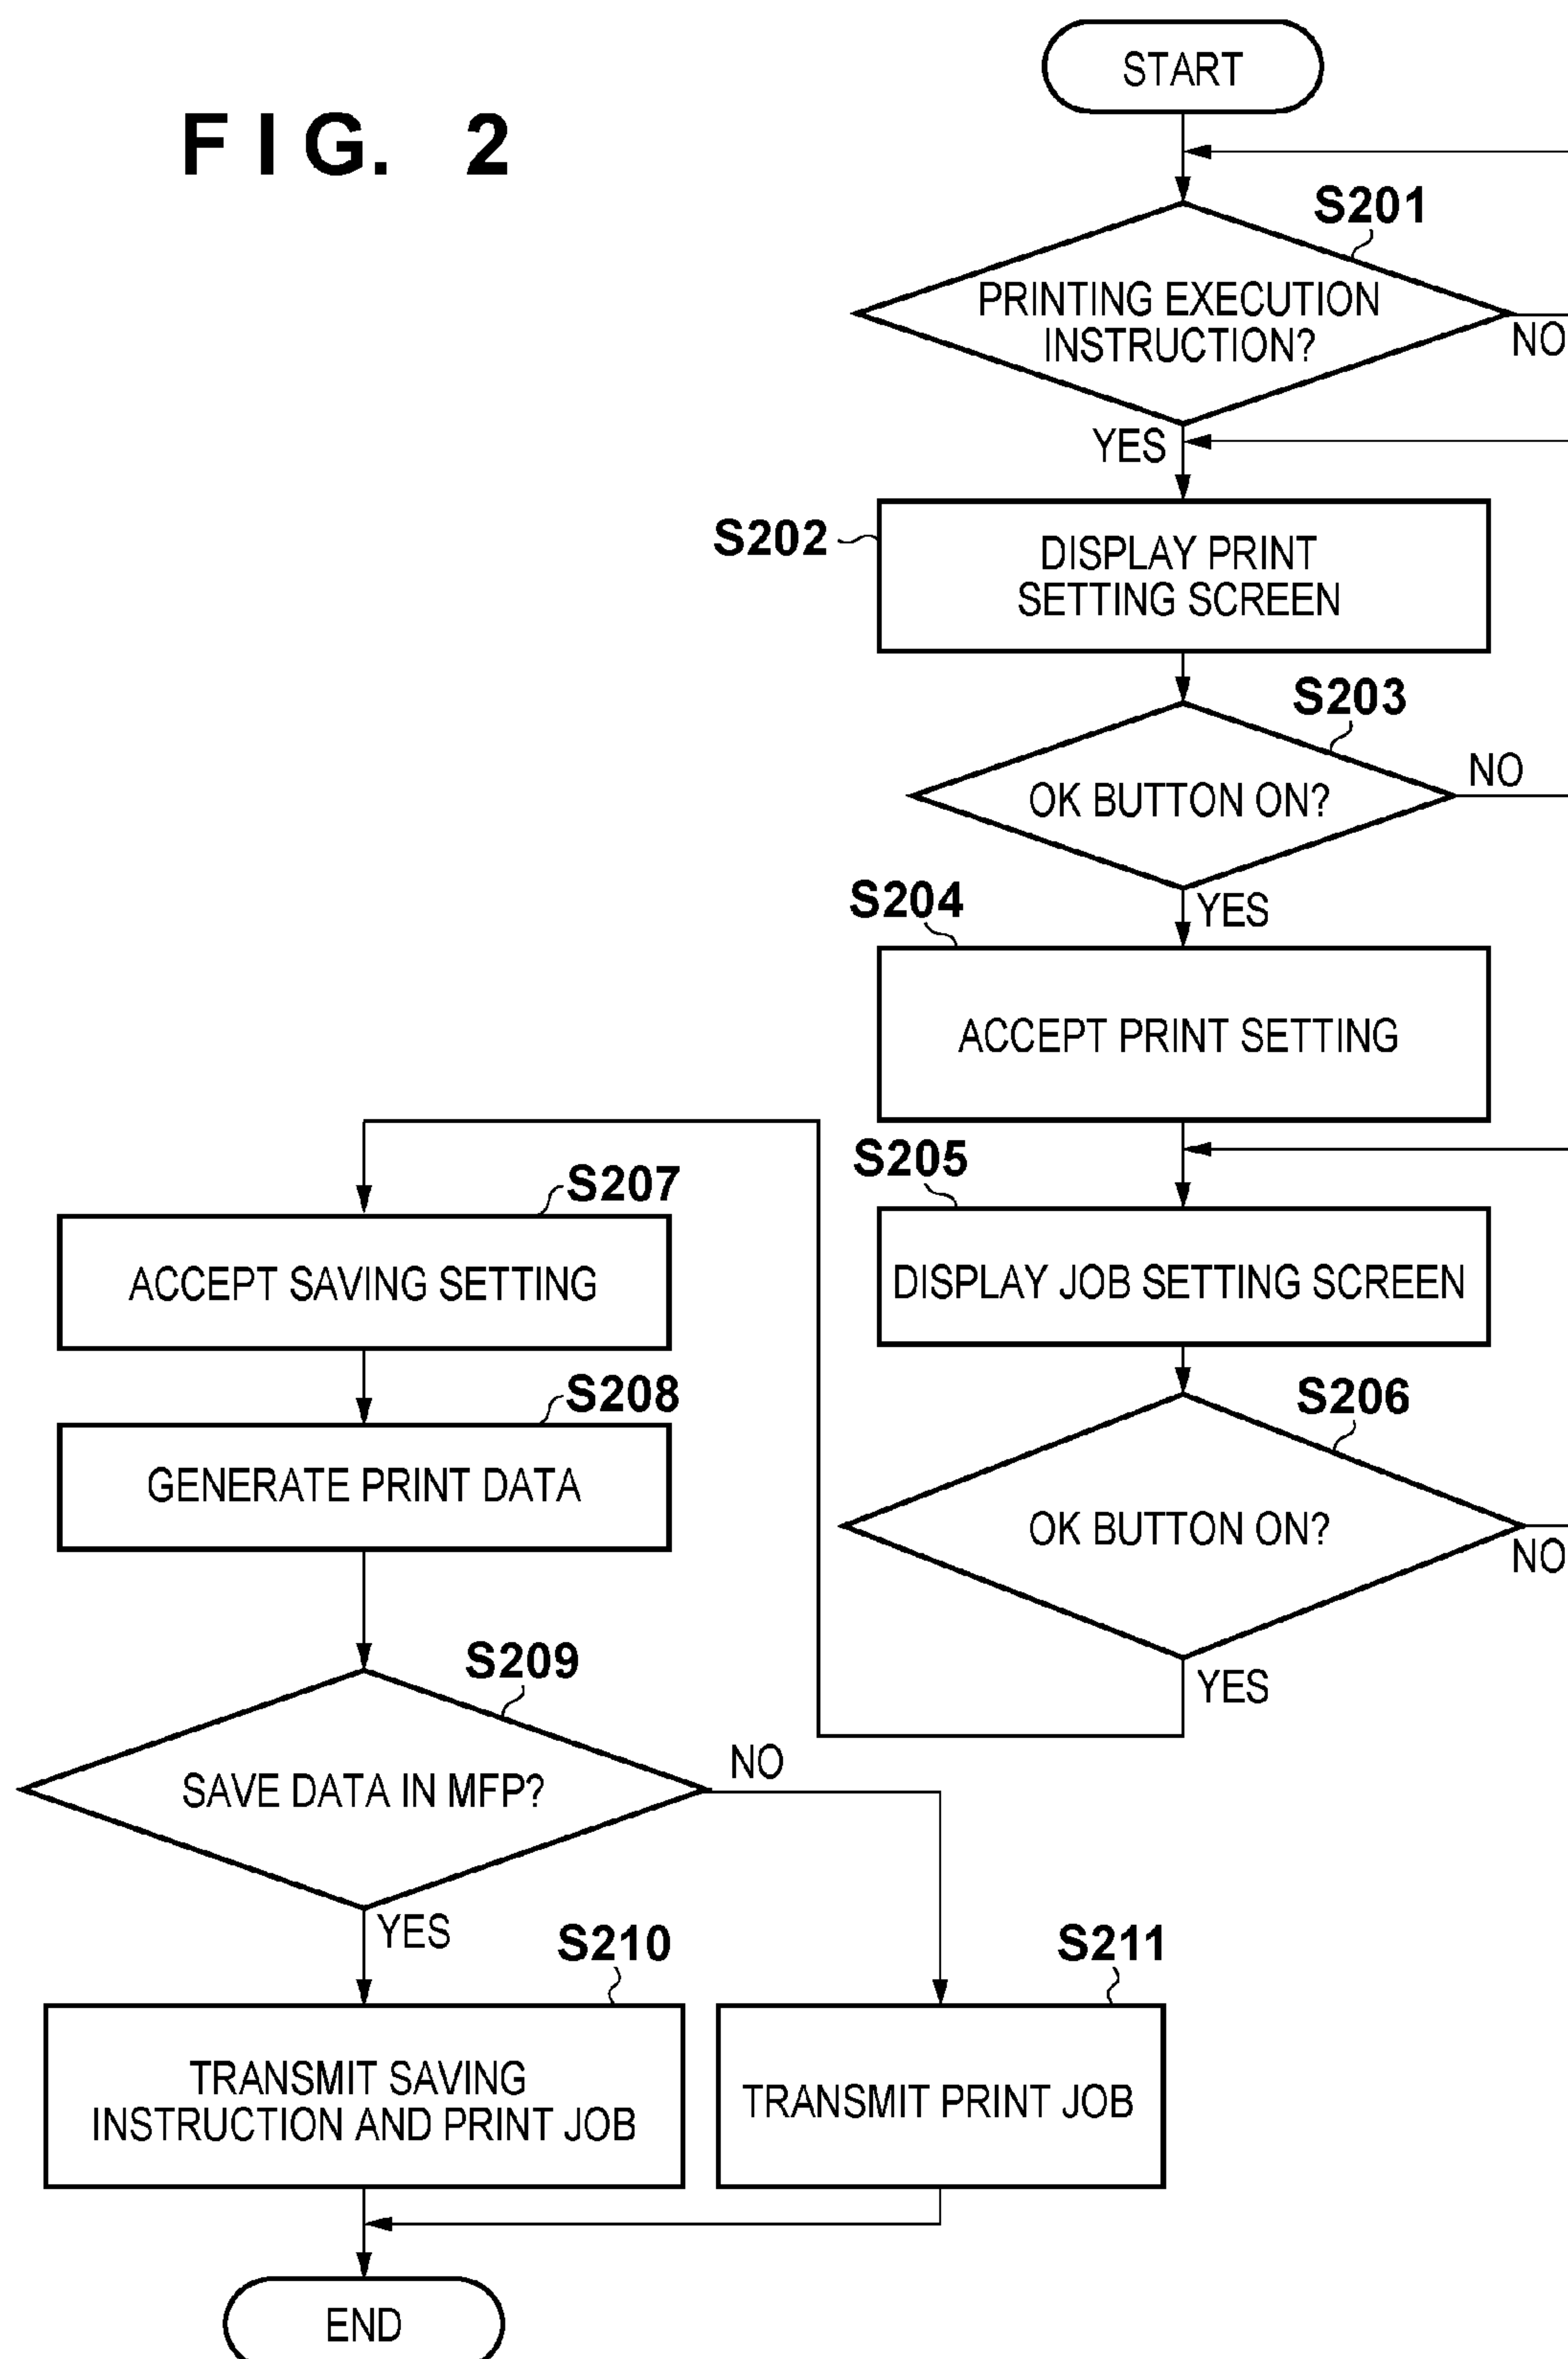 FIG. 2
START
S201
PRINTING EXECUTION
INSTRUCTION?
NO
YES
S202
DISPLAY PRINT
SETTING SCREEN
S203
OK BUTTON ON?
NO
YES
S204
ACCEPT PRINT SETTING
S205
DISPLAY JOB SETTING SCREEN
S206
OK BUTTON ON?
NO
YES
S207
ACCEPT SAVING SETTING
S208
GENERATE PRINT DATA
S209
SAVE DATA IN MFP?
NO
YES
S210
TRANSMIT SAVING
INSTRUCTION AND PRINT JOB
S211
TRANSMIT PRINT JOB
END